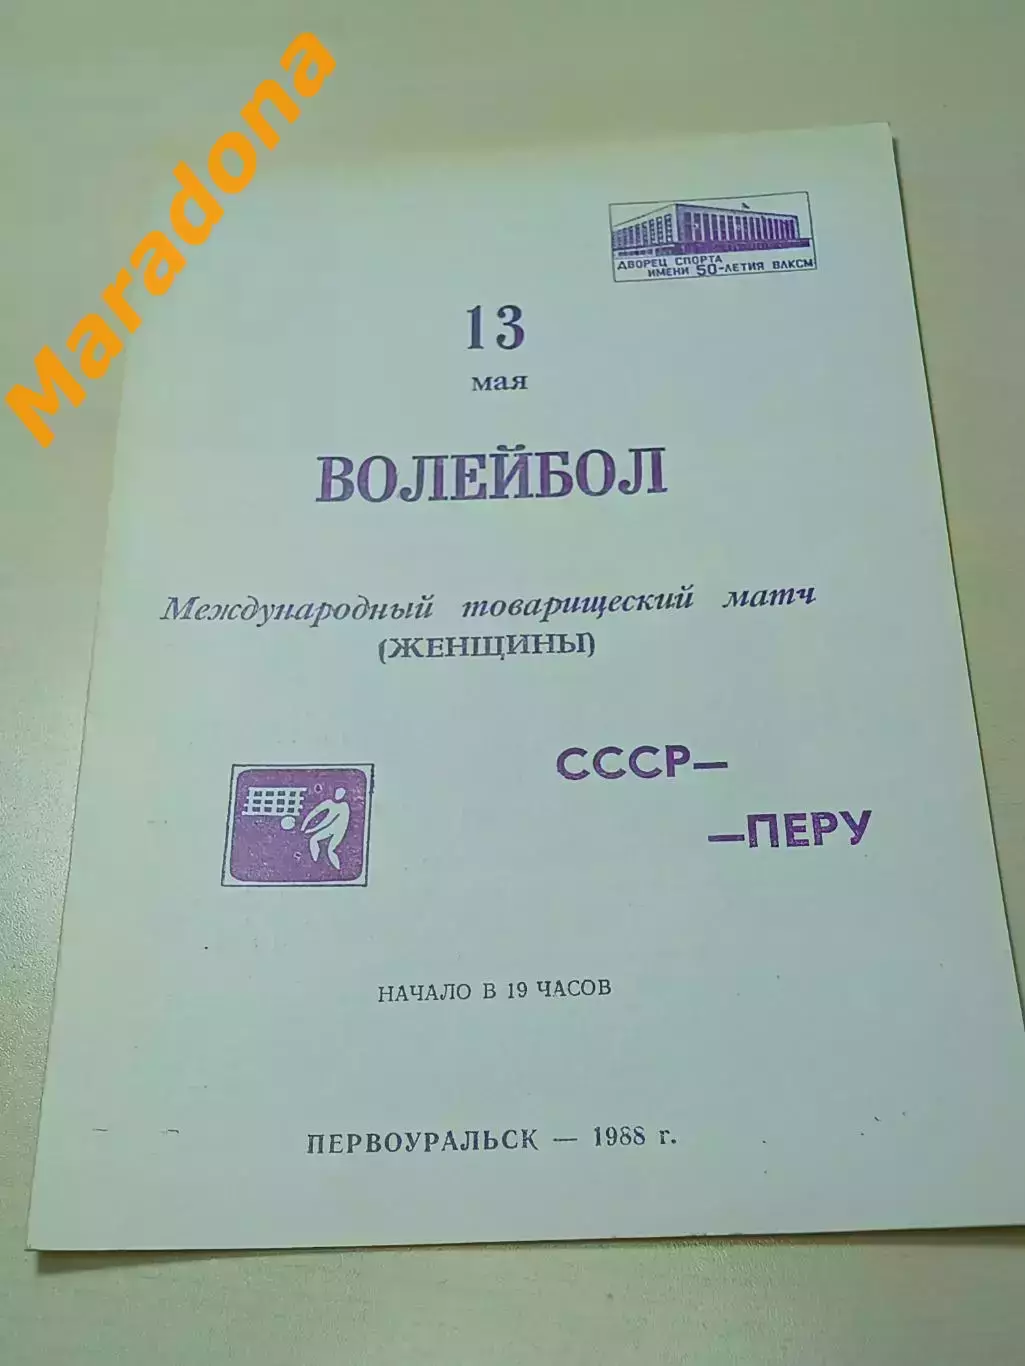 Maradona
ДВОРЕЦ СПОРТА
ИМЕНИ 50-ЛЕТИЯ ВЛКСМ
13
мая
ВОЛЕЙБОЛ
Международный товарищеский матч
(ЖЕНЩИНЫ)
СССР—
—ПЕРУ
НАЧАЛО В 19 ЧАСОВ
ПЕРВОУРАЛЬСК — 1988 г.